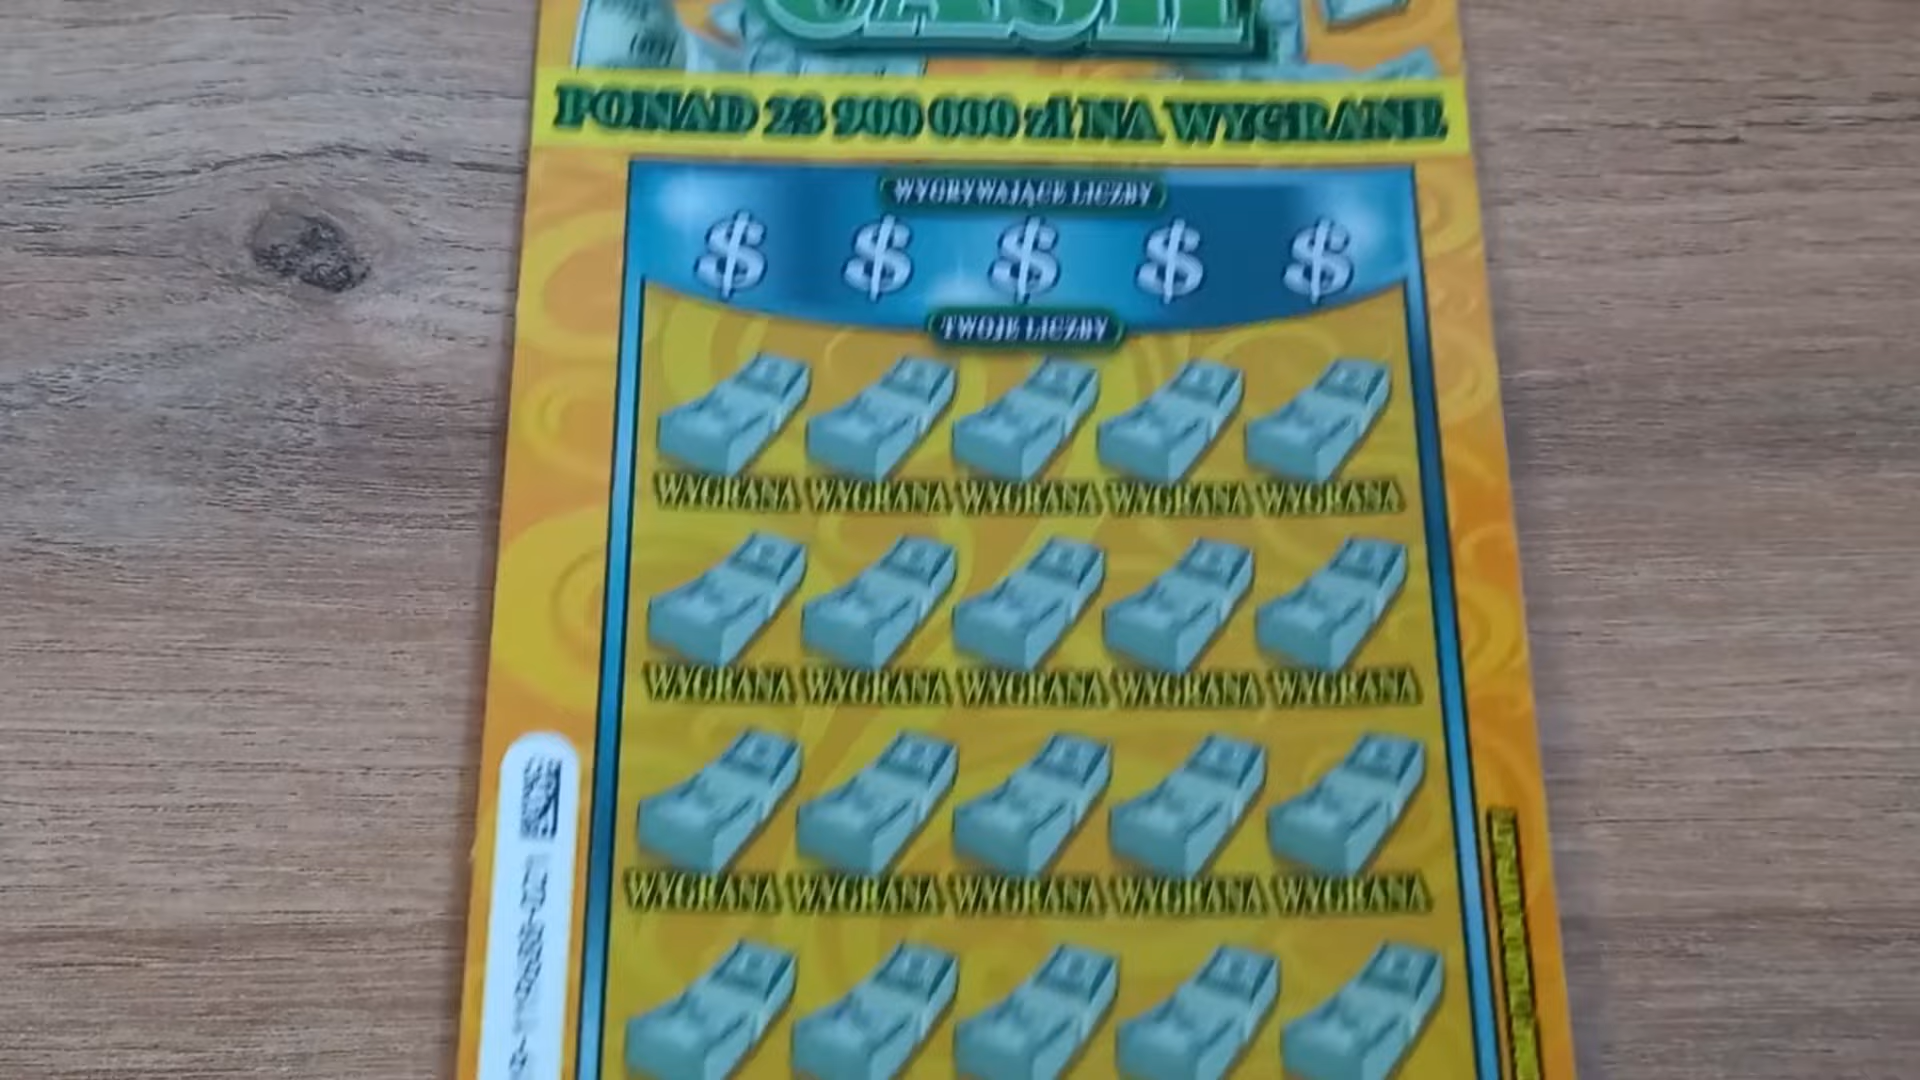 CASH
PONAD 23 900 000 zł NA WYGRANE
WYGRYWAJĄCE LICZBY
$ $ $ $ $
TWOJE LICZBY
WYGRANA WYGRANA WYGRANA WYGRANA WYGRANA
WYGRANA WYGRANA WYGRANA WYGRANA WYGRANA
WYGRANA WYGRANA WYGRANA WYGRANA WYGRANA